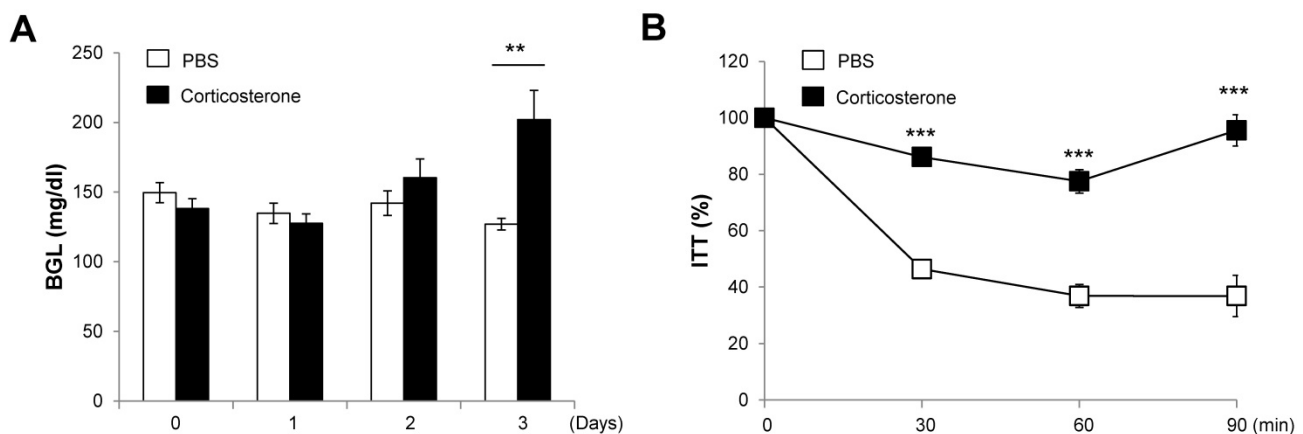 A
BGL (mg/dl)
250
200
150
100
50
0
PBS
Corticosterone
**
0 1 2 3 (Days)
B
ITT (%)
120
100
80
60
40
20
0
PBS
Corticosterone
***
***
***
0 30 60 90 (min)